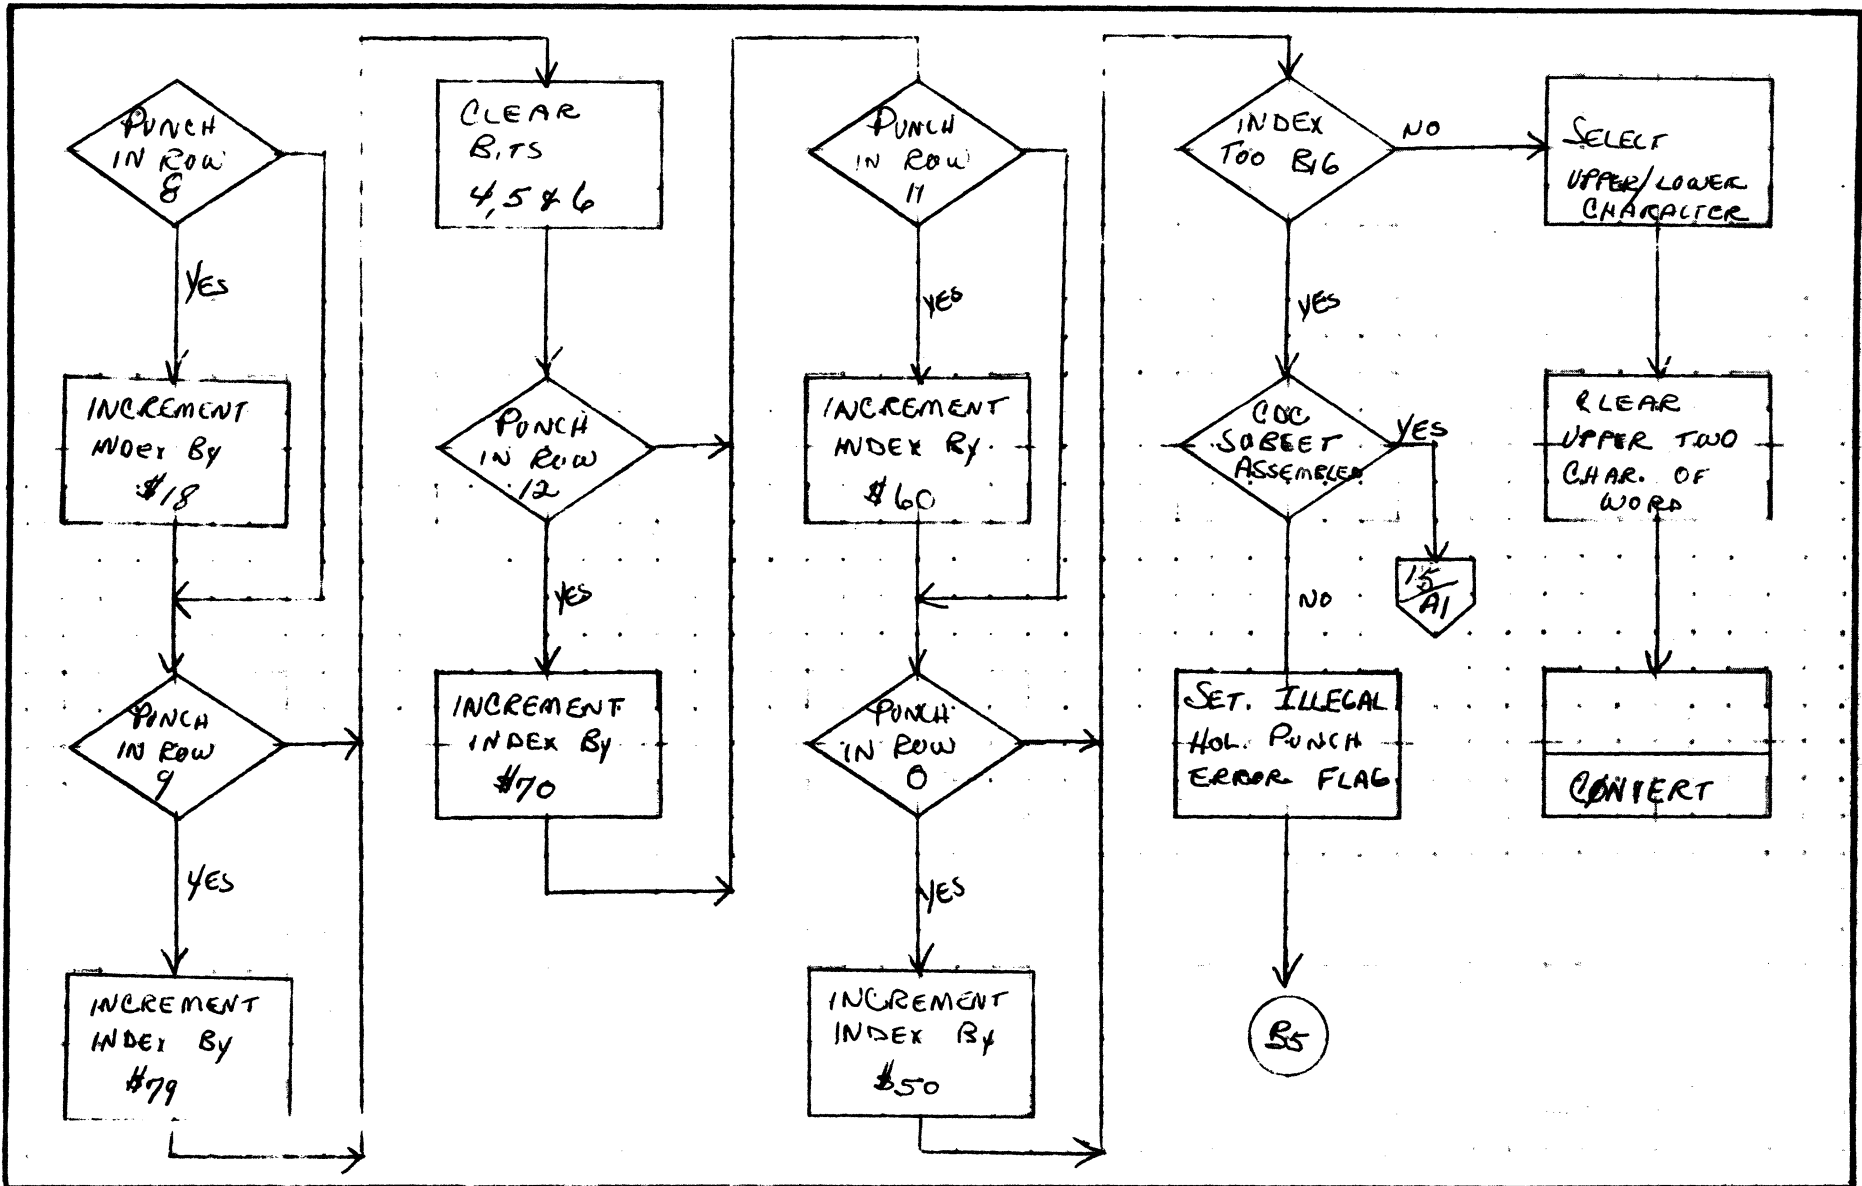 PUNCH
IN ROW
8
YES
INCREMENT
INDEX BY
$18
PUNCH
IN ROW
9
YES
INCREMENT
INDEX BY
$79
CLEAR
BITS
4,5 & 6
PUNCH
IN ROW
12
YES
INCREMENT
INDEX BY
$70
PUNCH
IN ROW
11
YES
INCREMENT
INDEX BY
$60
PUNCH
IN ROW
0
YES
INCREMENT
INDEX BY
$50
INDEX
TOO BIG
NO
YES
CDC
SUBSET
ASSEMBLED
YES
15/A1
NO
SET ILLEGAL
HOL. PUNCH
ERROR FLAG
B5
SELECT
UPPER/LOWER
CHARACTER
CLEAR
UPPER TWO
CHAR. OF
WORD
CONVERT